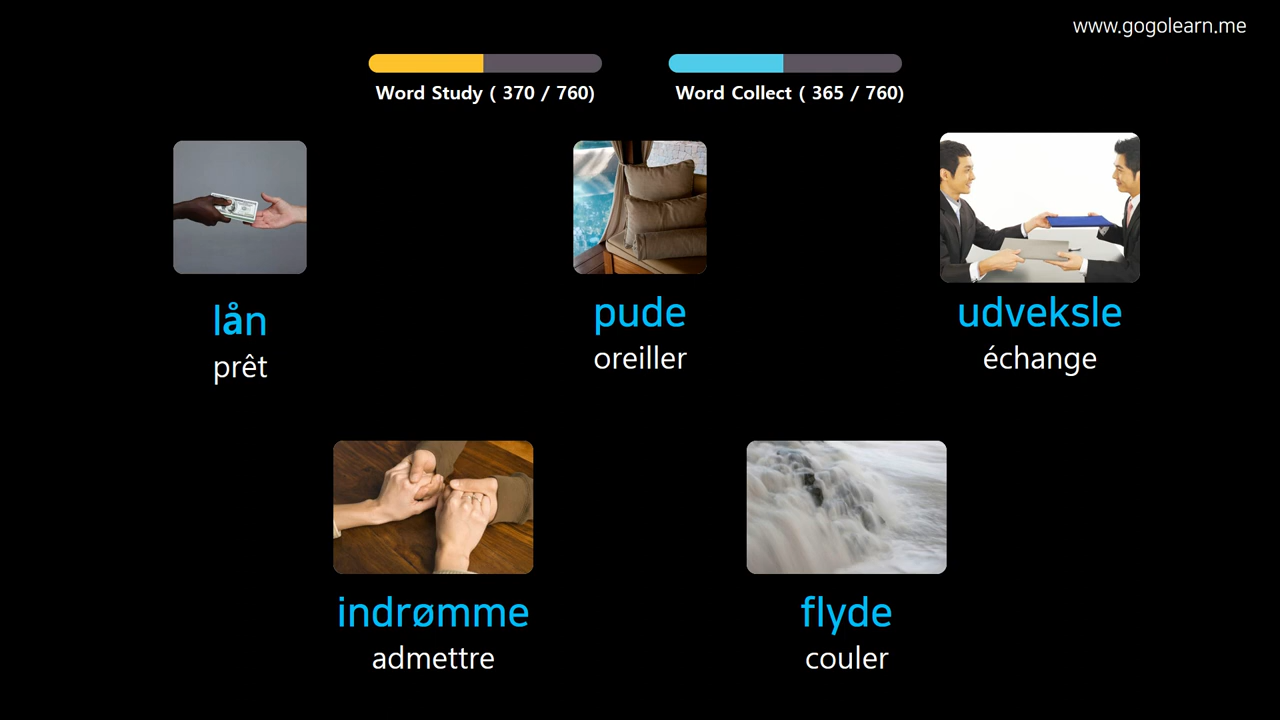 www.gogolearn.me
Word Study ( 370 / 760)
Word Collect ( 365 / 760)
lån
prêt
pude
oreiller
udveksle
échange
indrømme
admettre
flyde
couler